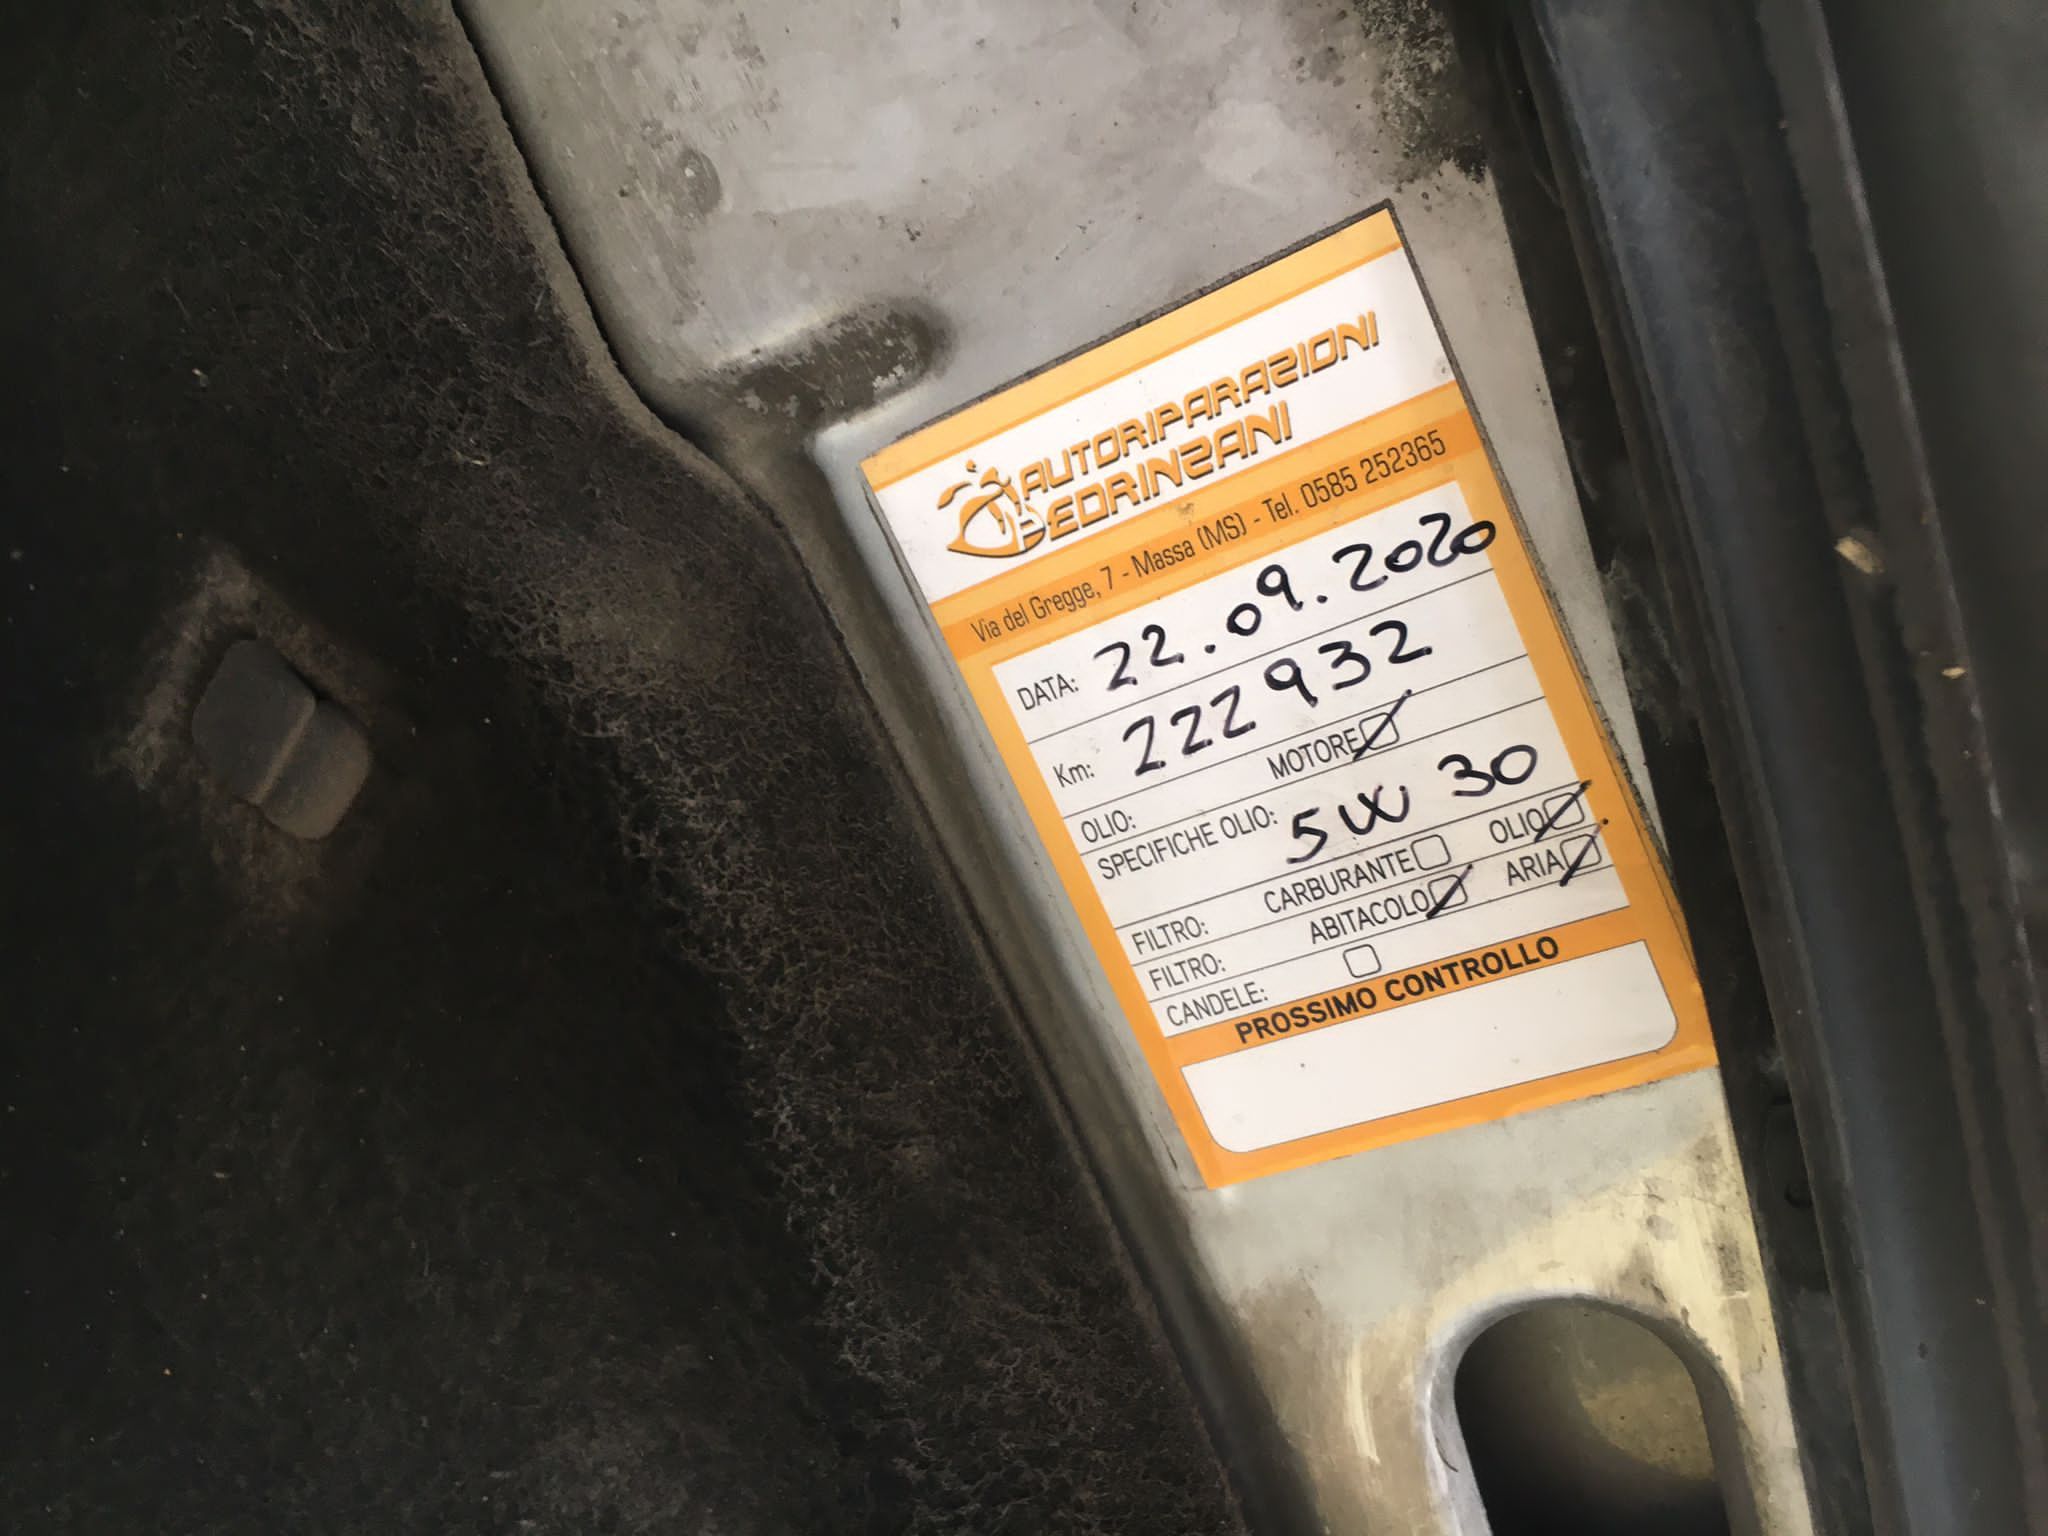 AUTORIPARAZIONI
BEDRINZANI
Via del Gregge, 7 - Massa (MS) - Tel. 0585 252365
DATA: 22.09.2020
Km: 222932
OLIO: MOTORE
SPECIFICHE OLIO: 5W 30
FILTRO: CARBURANTE OLIO
FILTRO: ABITACOLO ARIA
CANDELE:
PROSSIMO CONTROLLO